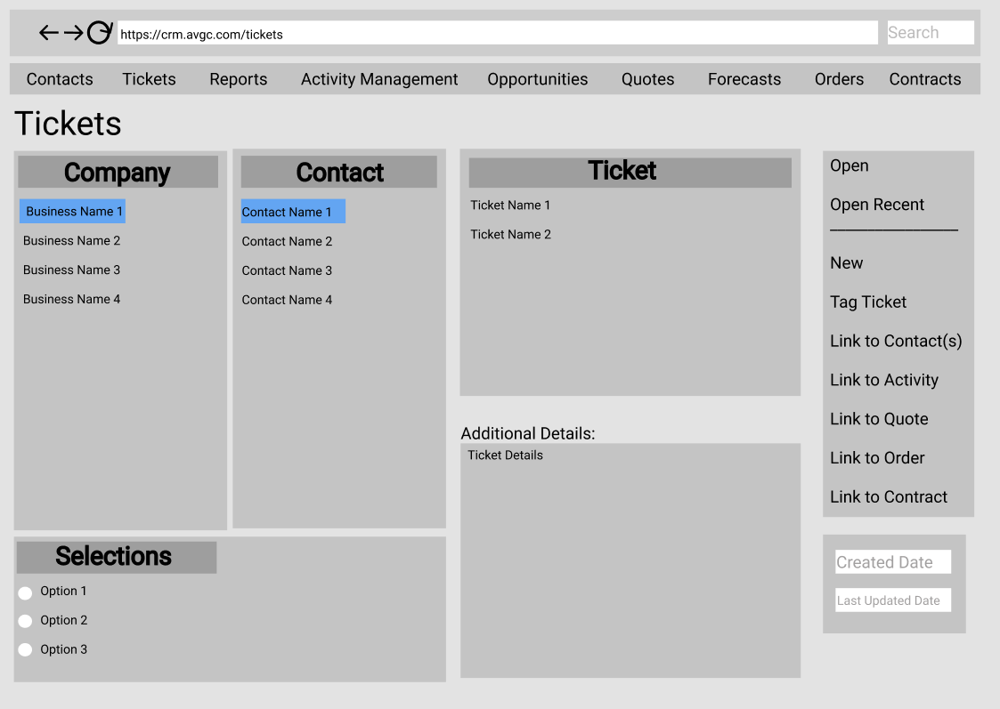 https://crm.avgc.com/tickets
Search
Contacts Tickets Reports Activity Management Opportunities Quotes Forecasts Orders Contracts
Tickets
Company
Business Name 1
Business Name 2
Business Name 3
Business Name 4
Contact
Contact Name 1
Contact Name 2
Contact Name 3
Contact Name 4
Ticket
Ticket Name 1
Ticket Name 2
Additional Details:
Ticket Details
Selections
Option 1
Option 2
Option 3
Open
Open Recent
New
Tag Ticket
Link to Contact(s)
Link to Activity
Link to Quote
Link to Order
Link to Contract
Created Date
Last Updated Date